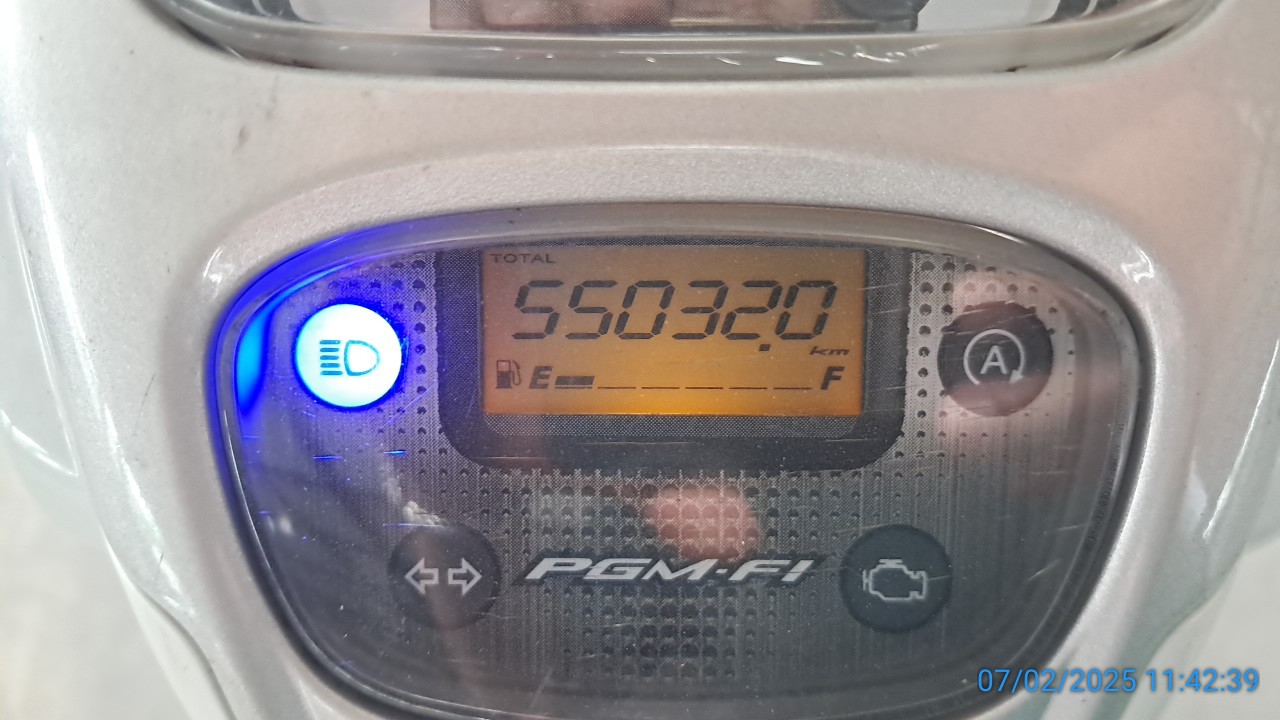 TOTAL
55032.0
km
E F
A
PGM-FI
07/02/2025 11:42:39